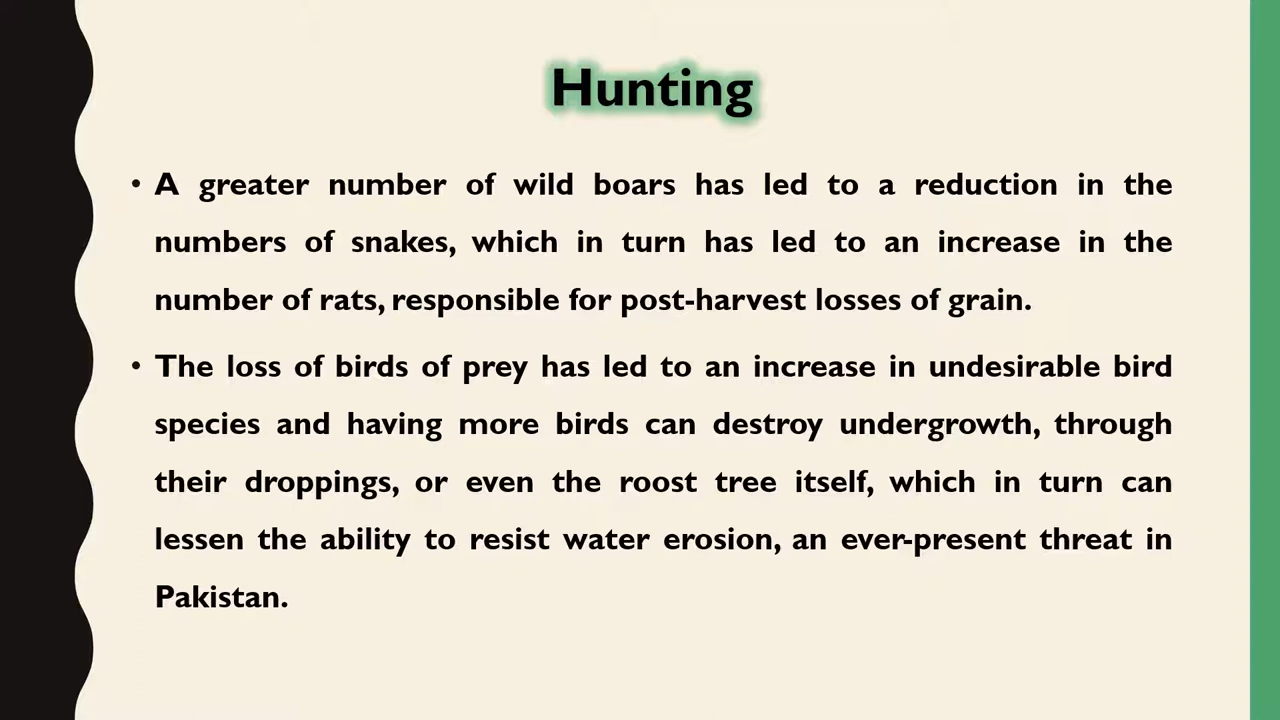 Hunting
• A greater number of wild boars has led to a reduction in the
numbers of snakes, which in turn has led to an increase in the
number of rats, responsible for post-harvest losses of grain.
• The loss of birds of prey has led to an increase in undesirable bird
species and having more birds can destroy undergrowth, through
their droppings, or even the roost tree itself, which in turn can
lessen the ability to resist water erosion, an ever-present threat in
Pakistan.